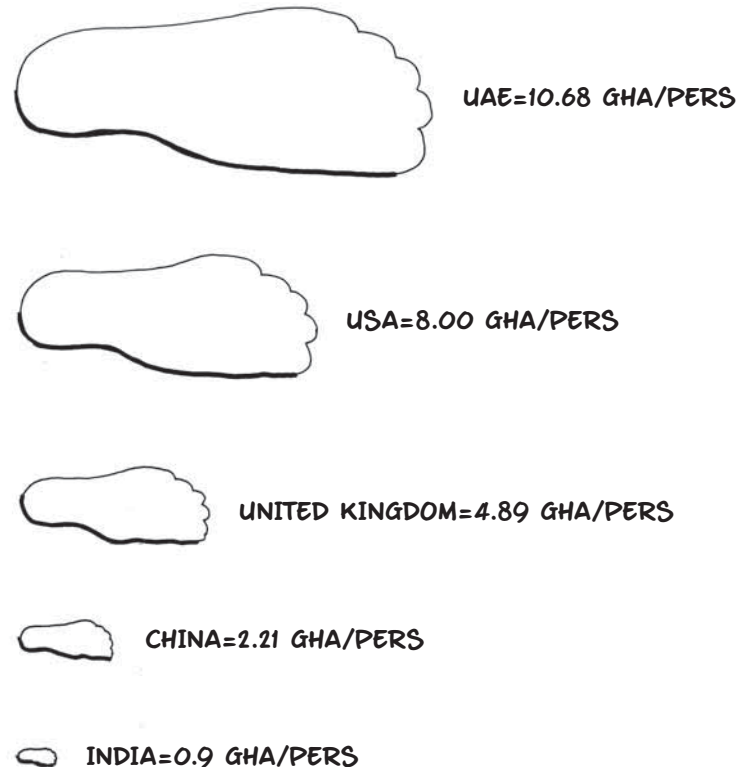 UAE=10.68 GHA/PERS
USA=8.00 GHA/PERS
UNITED KINGDOM=4.89 GHA/PERS
CHINA=2.21 GHA/PERS
INDIA=0.9 GHA/PERS